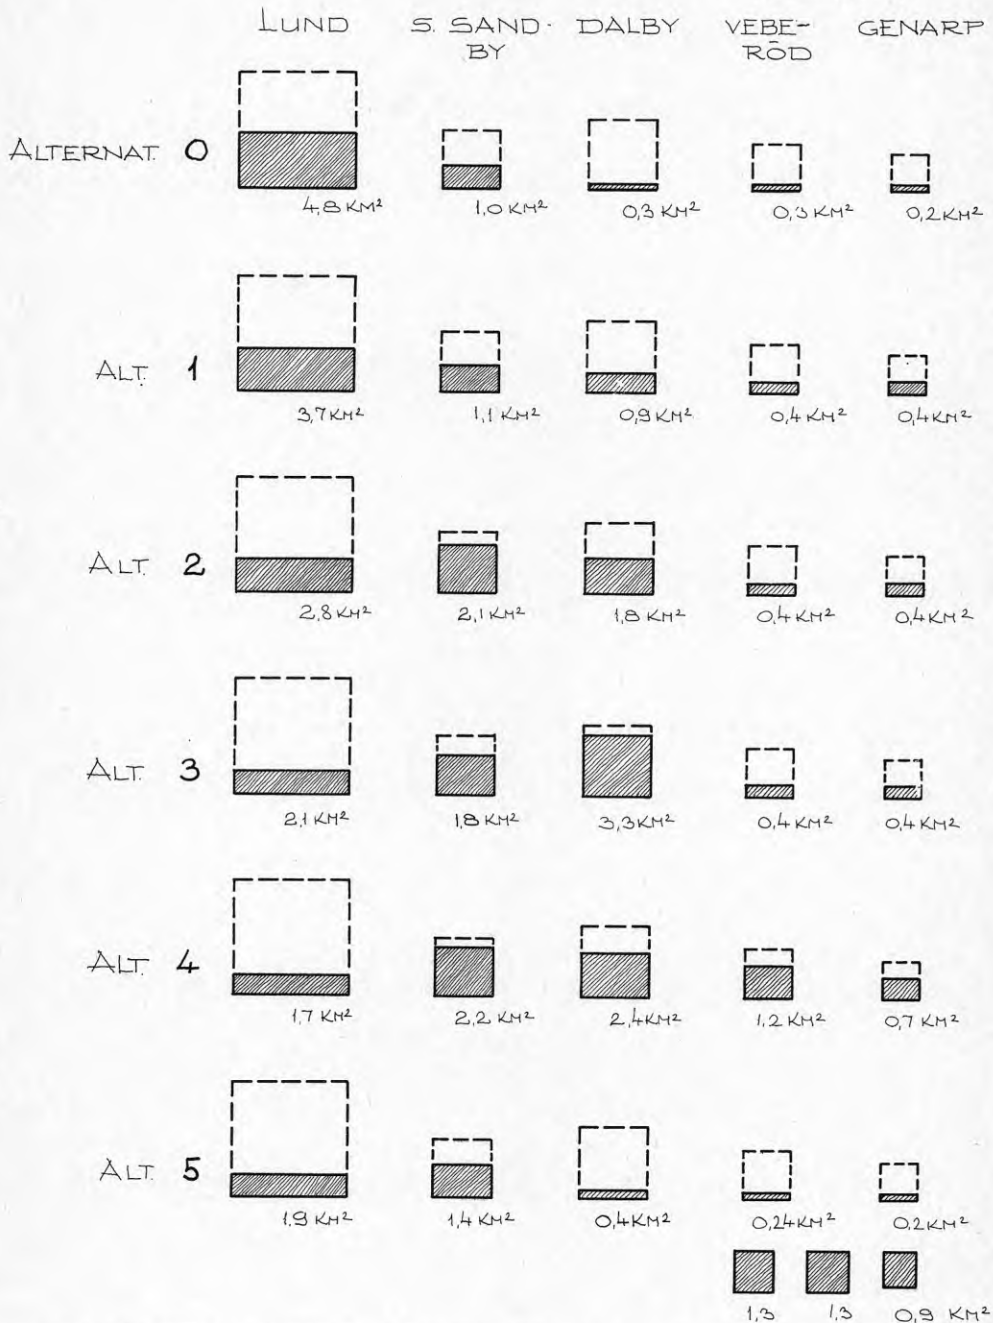 LUND S. SAND- DALBY VEBE- GENARP
BY RÖD
ALTERNAT. 0
4,8 KM² 1,0 KM² 0,3 KM² 0,3 KM² 0,2 KM²
ALT. 1
3,7 KM² 1,1 KM² 0,9 KM² 0,4 KM² 0,4 KM²
ALT. 2
2,8 KM² 2,1 KM² 1,8 KM² 0,4 KM² 0,4 KM²
ALT. 3
2,1 KM² 1,8 KM² 3,3 KM² 0,4 KM² 0,4 KM²
ALT. 4
1,7 KM² 2,2 KM² 2,4 KM² 1,2 KM² 0,7 KM²
ALT. 5
1,9 KM² 1,4 KM² 0,4 KM² 0,24 KM² 0,2 KM²
1,3 1,3 0,9 KM²